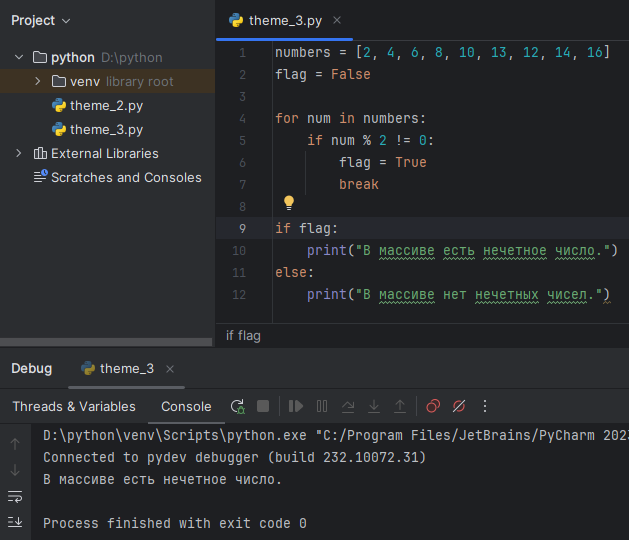 Project
python D:\python
venv library root
theme_2.py
theme_3.py
External Libraries
Scratches and Consoles
theme_3.py
1 numbers = [2, 4, 6, 8, 10, 13, 12, 14, 16]
2 flag = False
3
4 for num in numbers:
5 if num % 2 != 0:
6 flag = True
7 break
8
9 if flag:
10 print("В массиве есть нечетное число.")
11 else:
12 print("В массиве нет нечетных чисел.")
if flag
Debug theme_3
Threads & Variables Console
D:\python\venv\Scripts\python.exe "C:/Program Files/JetBrains/PyCharm 202
Connected to pydev debugger (build 232.10072.31)
В массиве есть нечетное число.
Process finished with exit code 0